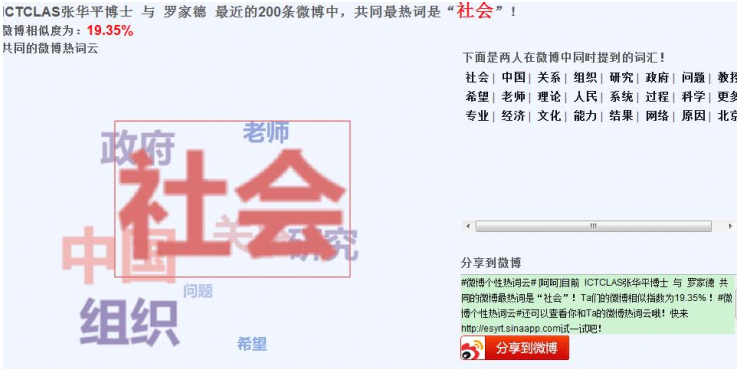 ICTCLAS张华平博士 与 罗家德 最近的200条微博中，共同最热词是“社会”！
微博相似度为：19.35%
共同的微博热词云
老师
政府
社会
中国
关系
研究
问题
组织
希望
下面是两人在微博中同时提到的词汇！
社会| 中国| 关系| 组织| 研究| 政府| 问题| 教授
希望| 老师| 理论| 人民| 系统| 过程| 科学| 更多
专业| 经济| 文化| 能力| 结果| 网络| 原因| 北京
分享到微博
#微博个性热词云# [呵呵]目前 ICTCLAS张华平博士 与 罗家德 共
同的微博最热词是“社会”！Ta们的微博相似指数为19.35%！#微
博个性热词云#还可以查看你和Ta的微博热词云哦！快来
http://esyrt.sinaapp.com试一试吧！
分享到微博